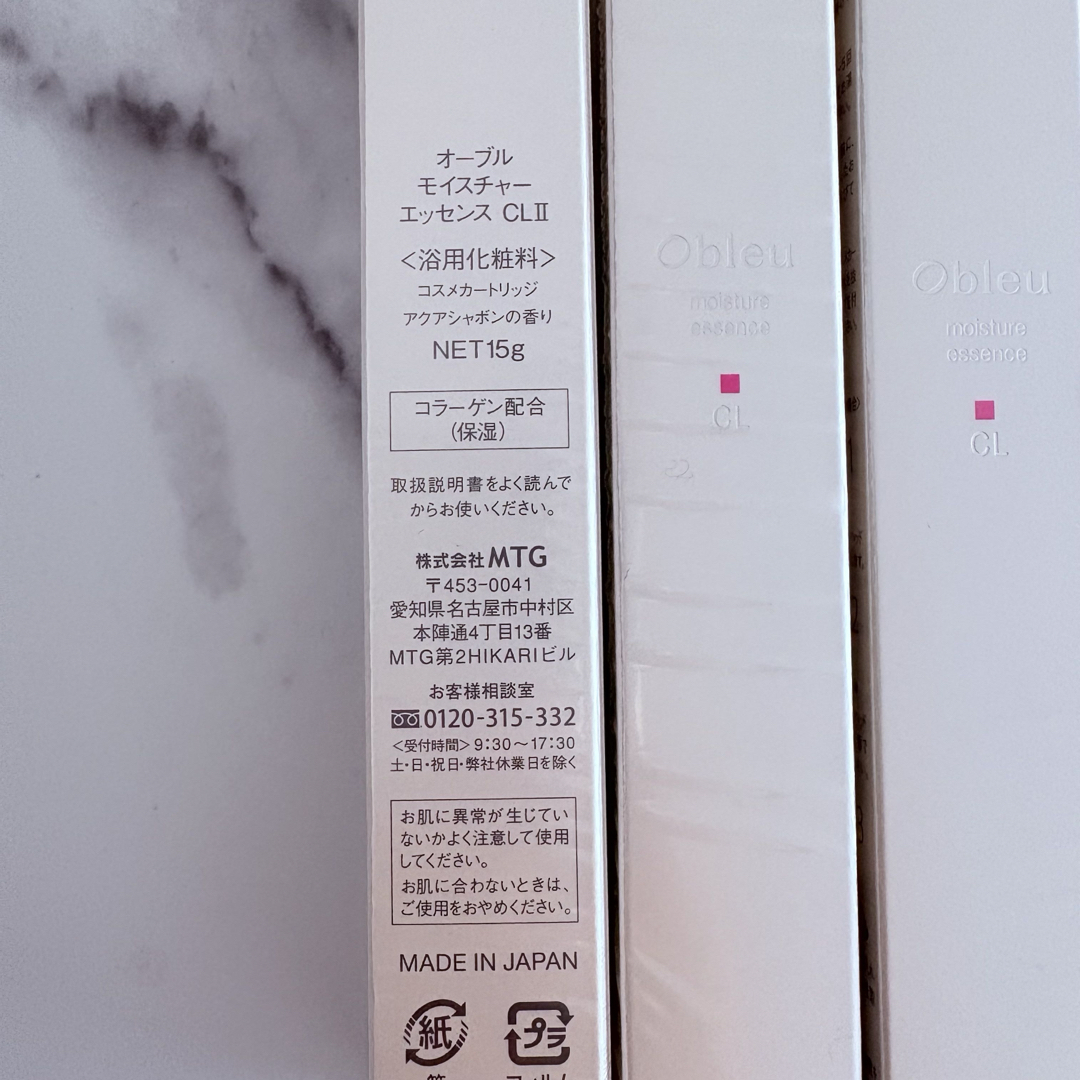 オーブル
モイスチャー
エッセンス CLⅡ
<浴用化粧料>
コスメカートリッジ
アクアシャボンの香り
NET15g
コラーゲン配合
(保湿)
取扱説明書をよく読んで
からお使いください。
株式会社MTG
〒453-0041
愛知県名古屋市中村区
本陣通4丁目13番
MTG第2HIKARIビル
お客様相談室
0120-315-332
<受付時間>9:30～17:30
土・日・祝日・弊社休業日を除く
お肌に異常が生じてい
ないかよく注意して使用
してください。
お肌に合わないときは、
ご使用をおやめください。
MADE IN JAPAN
紙
プラ
Obleu
moisture
essence
CL
Obleu
moisture
essence
CL